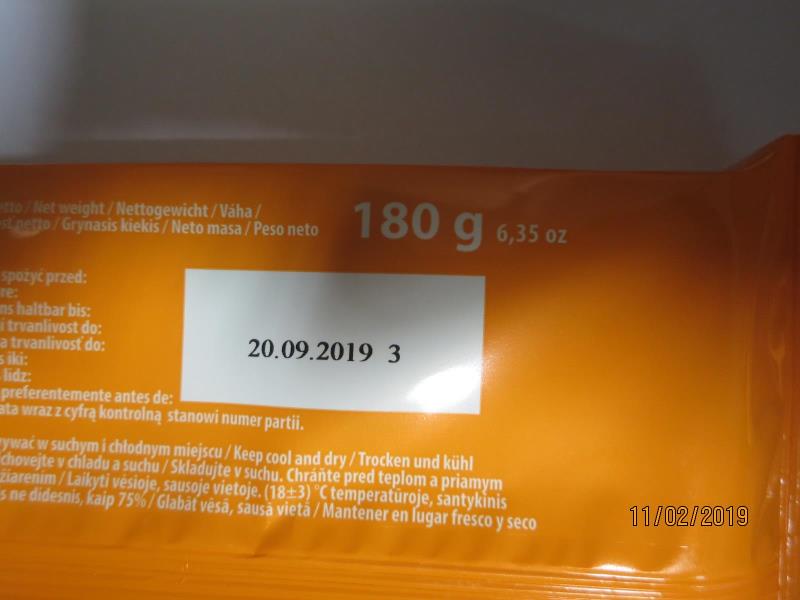 etto / Net weight / Nettogewicht / Váha /
st netto / Grynasis kiekis / Neto masa / Peso neto
180 g 6,35 oz
spożyć przed:
re:
ns haltbar bis:
í trvanlivost do:
a trvanlivosť do:
s iki:
lidz:
preferentemente antes de:
ata wraz z cyfrą kontrolną stanowi numer partii.
20.09.2019 3
ywać w suchym i chłodnym miejscu / Keep cool and dry / Trocken und kühl
chovejte v chladu a suchu / Skladujte v suchu. Chráňte pred teplom a priamym
žiarením / Laikyti vėsioje, sausoje vietoje. (18±3) °C temperatūroje, santykinis
s ne didesnis, kaip 75% / Glabāt vēsā, sausā vietā / Mantener en lugar fresco y seco
11/02/2019